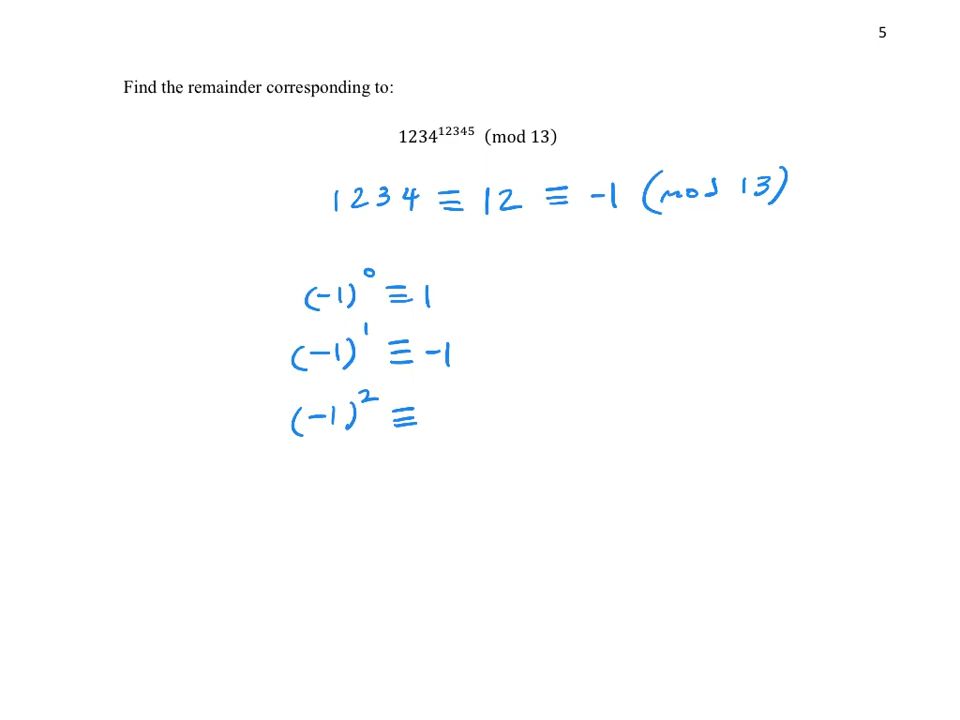 5
Find the remainder corresponding to:
1234^12345 (mod 13)
1234 ≡ 12 ≡ -1 (mod 13)
(-1)^0 ≡ 1
(-1)^1 ≡ -1
(-1)^2 ≡